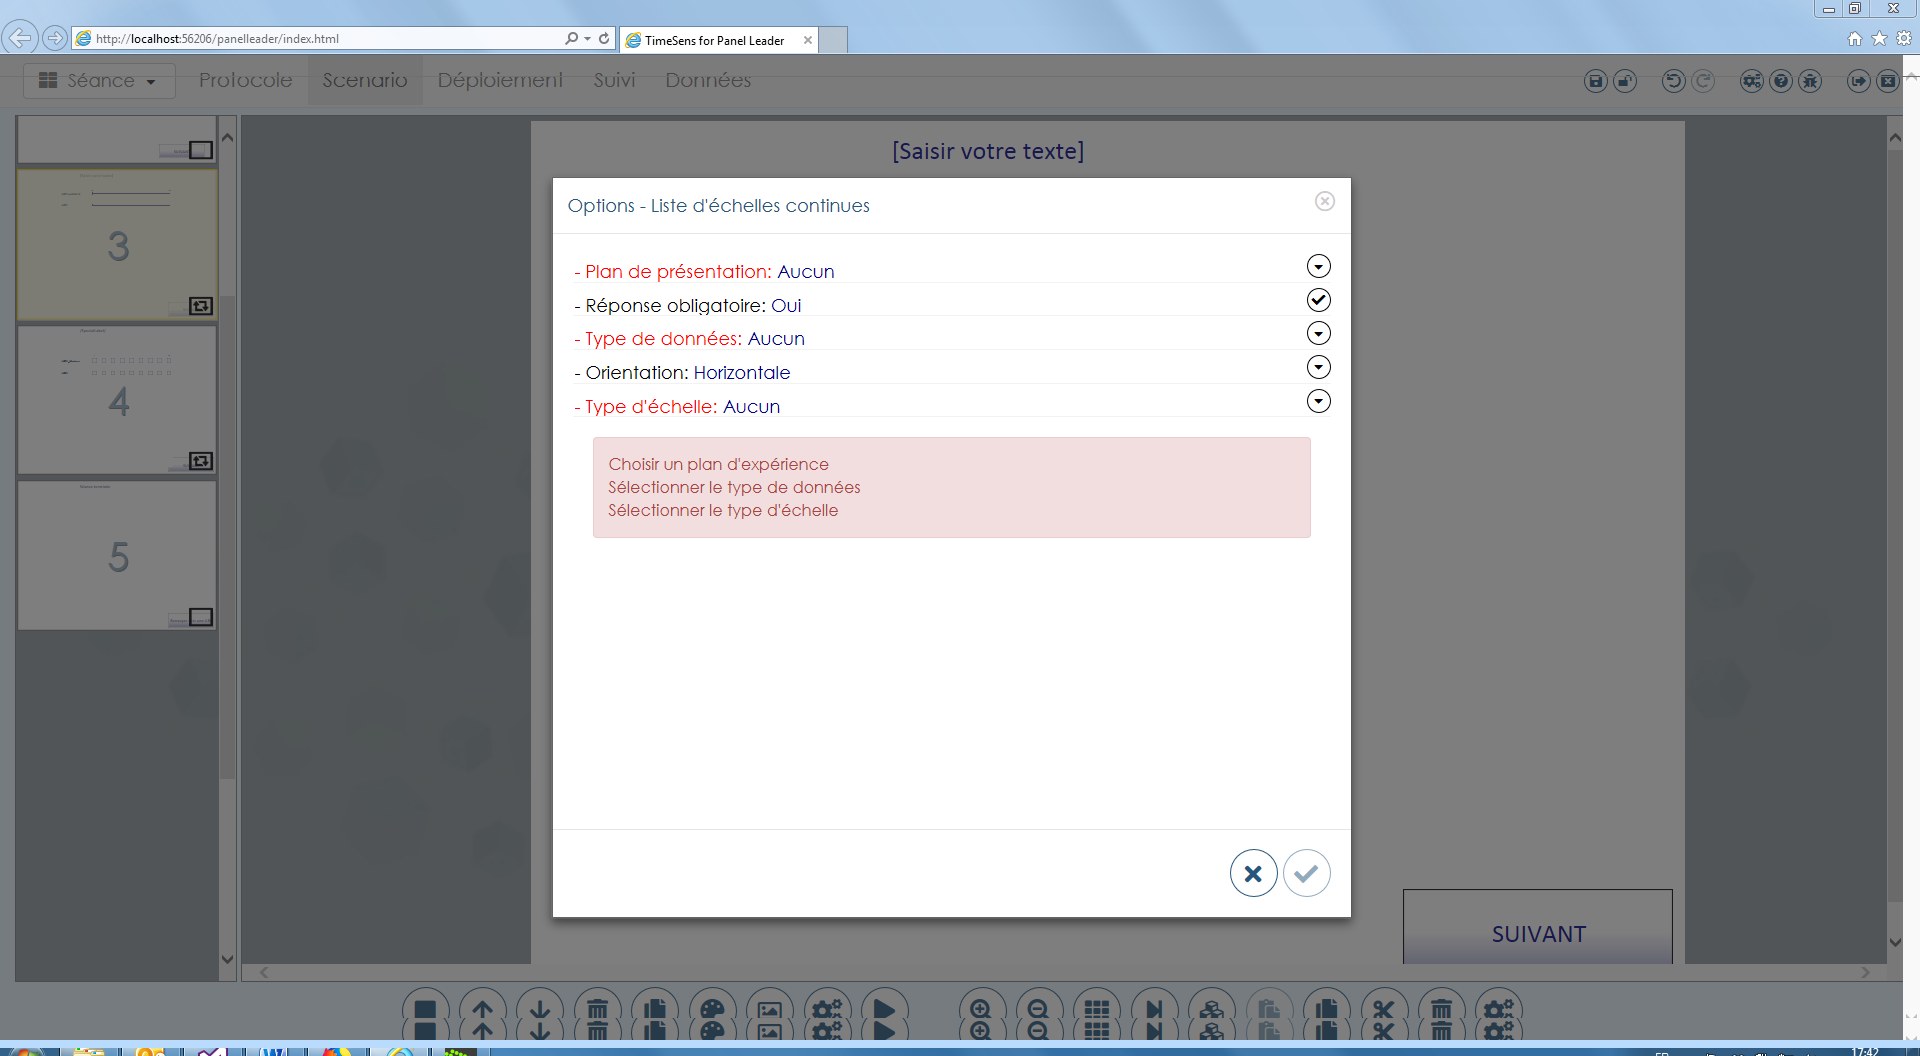 http://localhost:56206/panelleader/index.html
TimeSens for Panel Leader
Séance
Protocole
Scenario
Déploiement
Suivi
Données
3
4
5
[Saisir votre texte]
Options - Liste d'échelles continues
- Plan de présentation: Aucun
- Réponse obligatoire: Oui
- Type de données: Aucun
- Orientation: Horizontale
- Type d'échelle: Aucun
Choisir un plan d'expérience
Sélectionner le type de données
Sélectionner le type d'échelle
SUIVANT
17:42